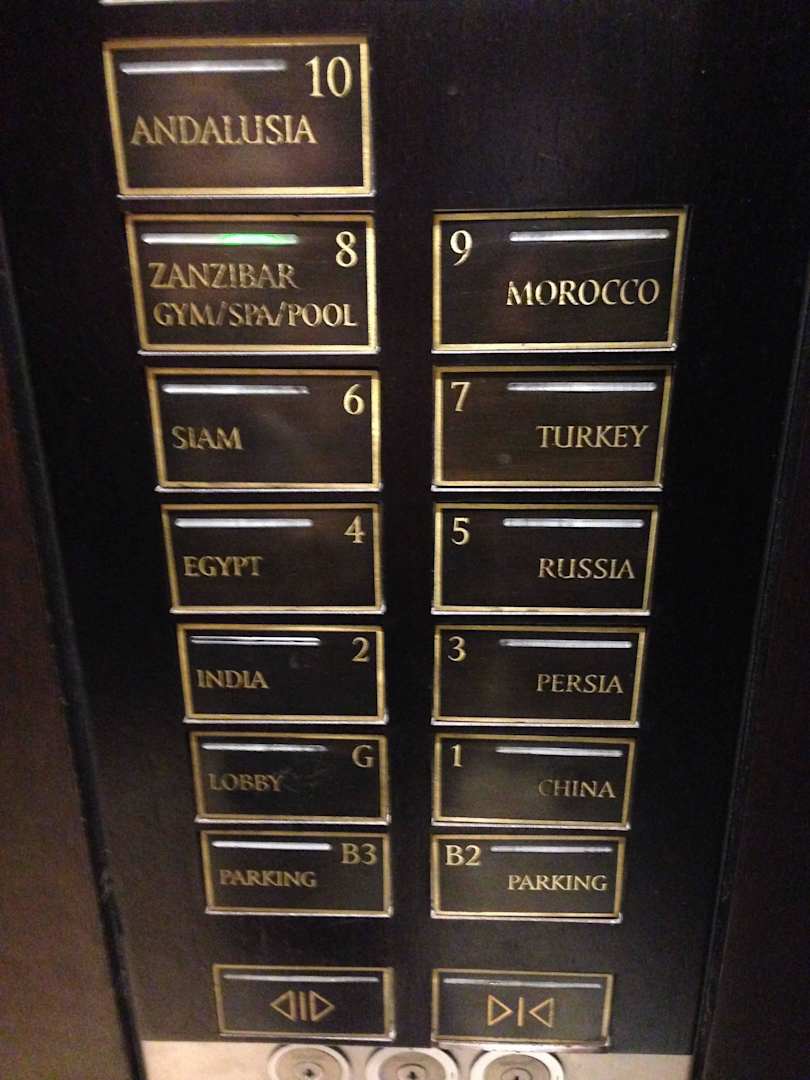 10
ANDALUSIA
8
ZANZIBAR
GYM/SPA/POOL
9
MOROCCO
6
SIAM
7
TURKEY
4
EGYPT
5
RUSSIA
2
INDIA
3
PERSIA
G
LOBBY
1
CHINA
B3
PARKING
B2
PARKING